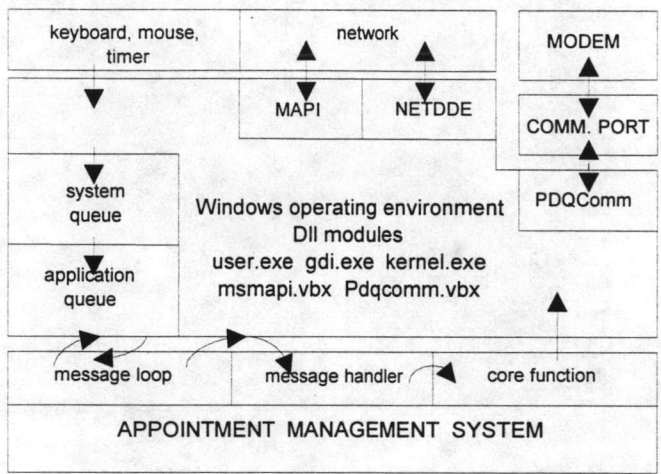 keyboard, mouse,
timer
network
MODEM
MAPI
NETDDE
COMM. PORT
system
queue
PDQComm
Windows operating environment
Dll modules
user.exe gdi.exe kernel.exe
msmapi.vbx Pdqcomm.vbx
application
queue
message loop
message handler
core function
APPOINTMENT MANAGEMENT SYSTEM